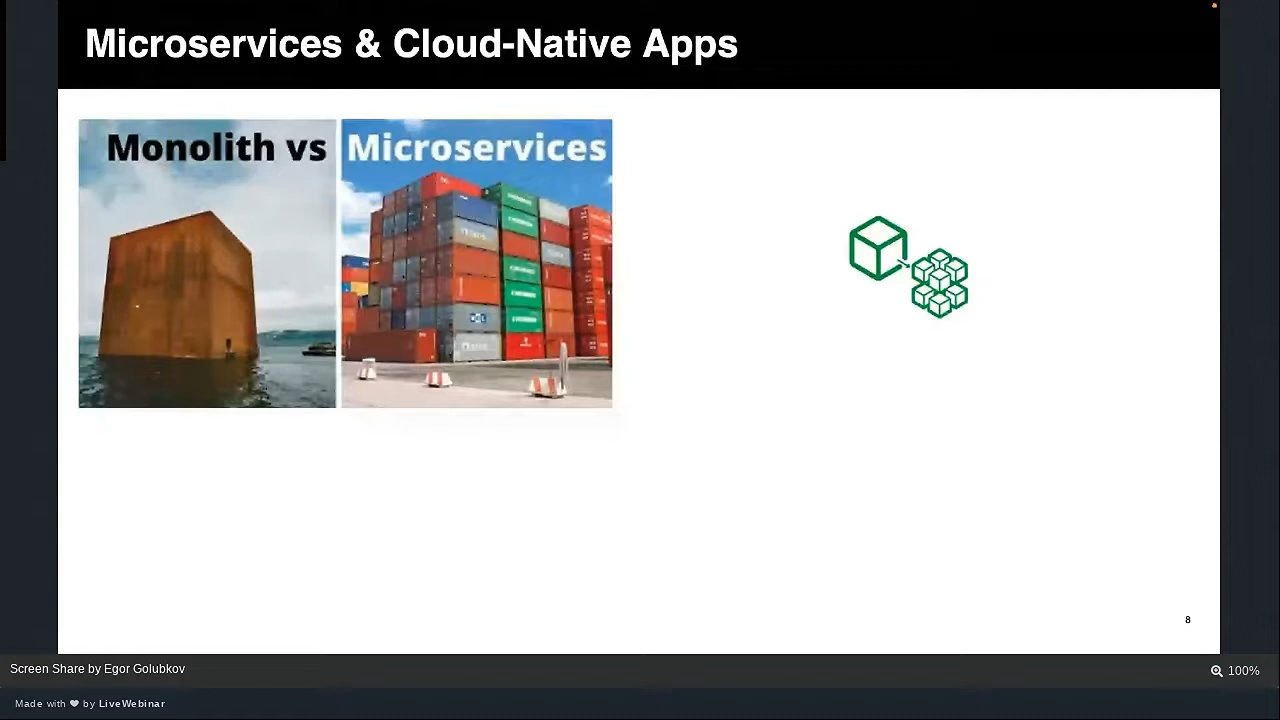 Microservices & Cloud-Native Apps
Monolith vs Microservices
8
Screen Share by Egor Golubkov
100%
Made with ❤ by LiveWebinar